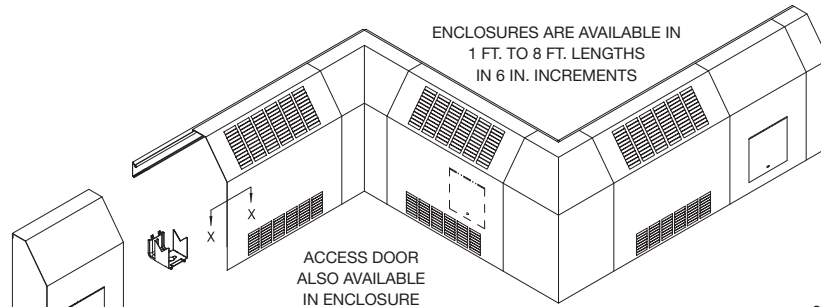 ENCLOSURES ARE AVAILABLE IN
1 FT. TO 8 FT. LENGTHS
IN 6 IN. INCREMENTS
X
X
ACCESS DOOR
ALSO AVAILABLE
IN ENCLOSURE